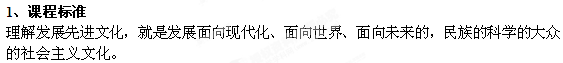 1、课程标准
理解发展先进文化，就是发展面向现代化、面向世界、面向未来的，民族的科学的大众
的社会主义文化。